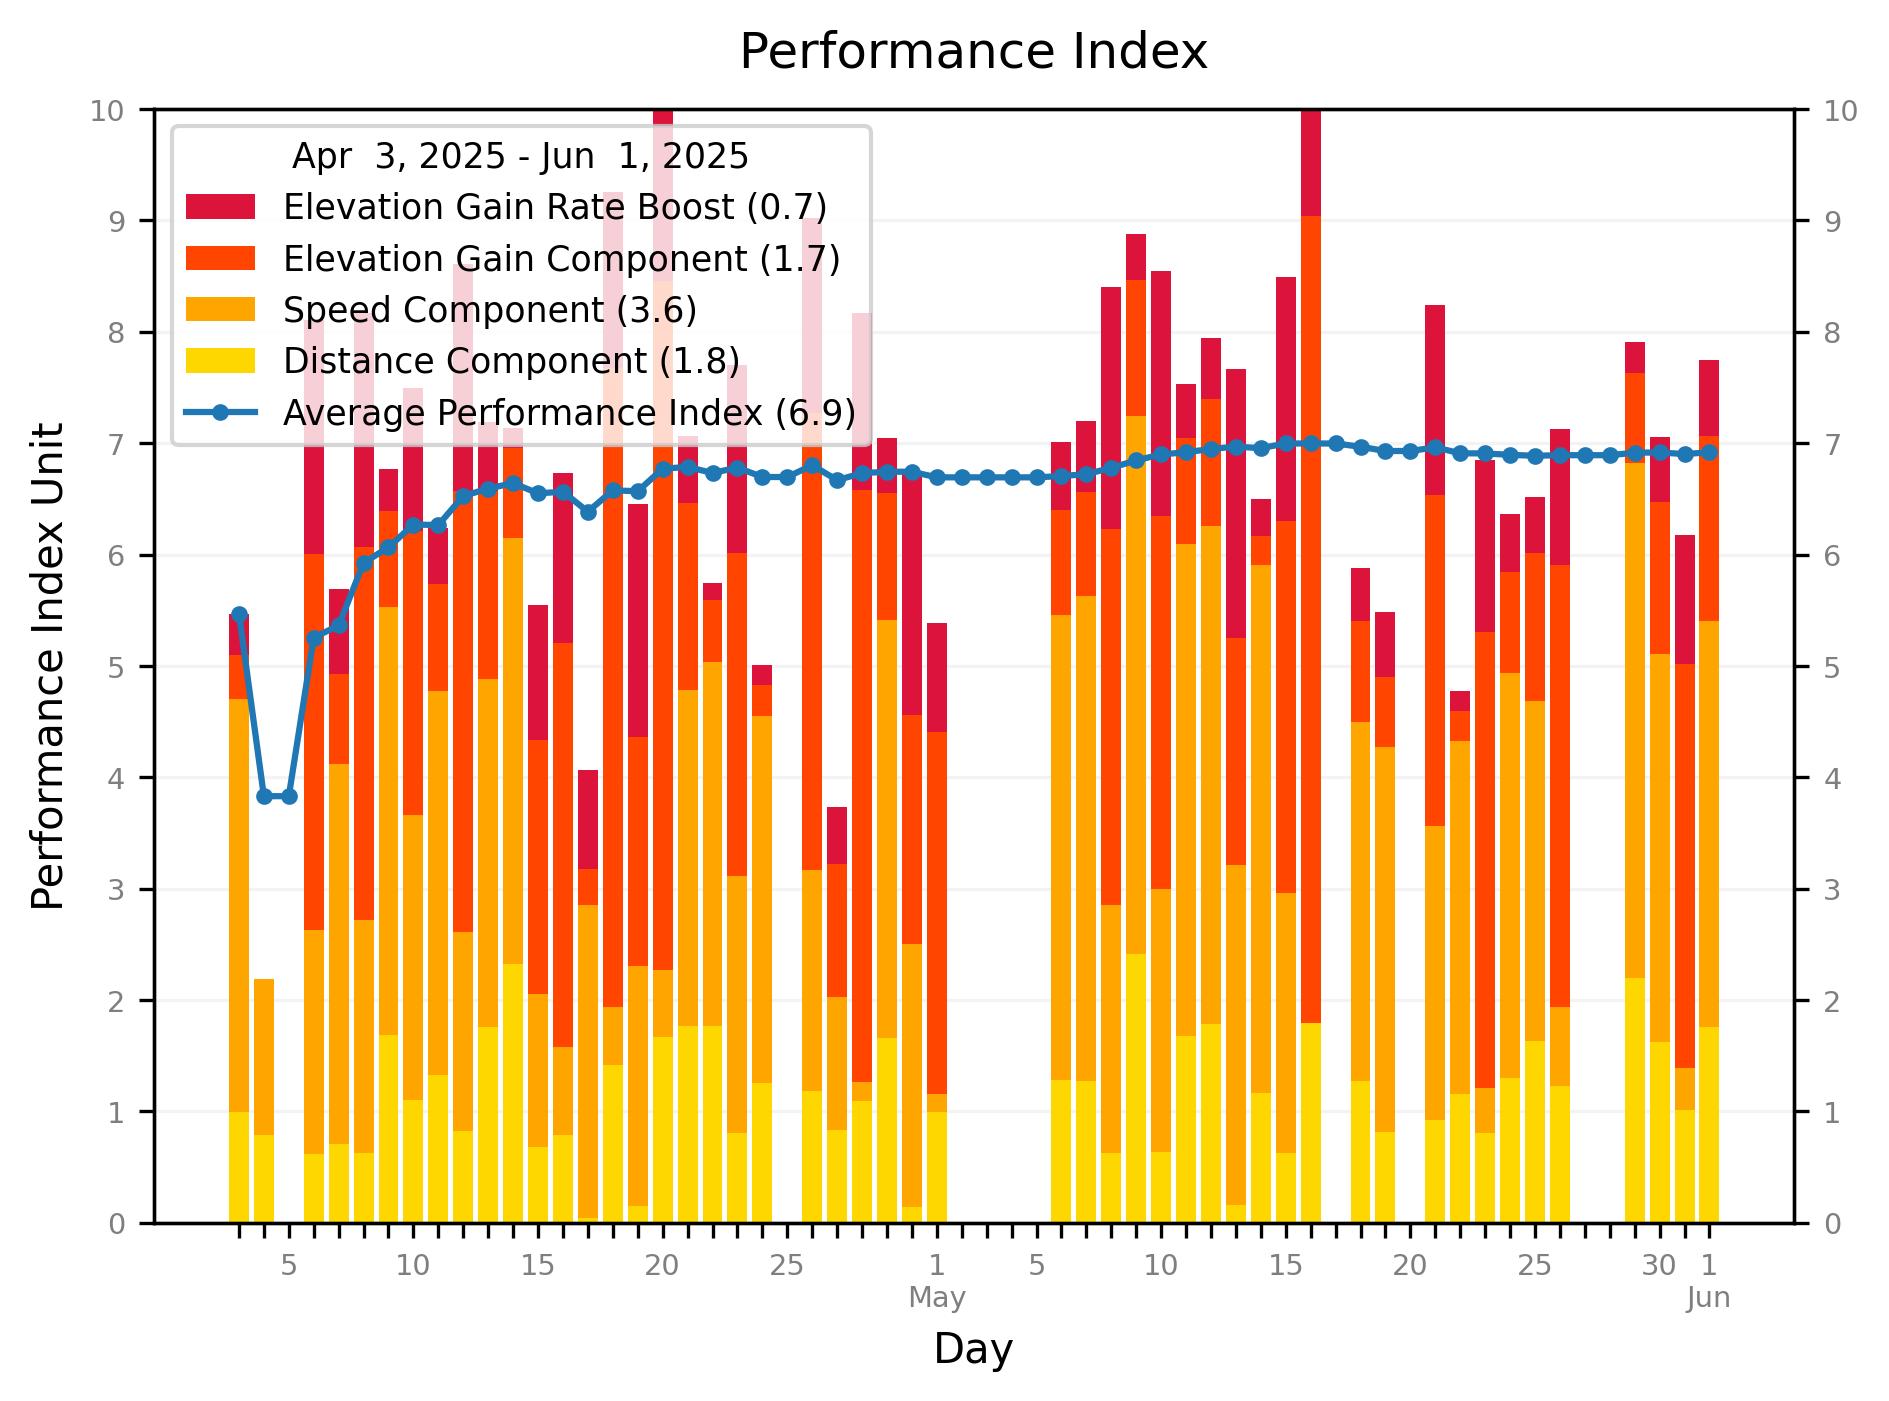 Performance Index
Apr 3, 2025 - Jun 1, 2025
Elevation Gain Rate Boost (0.7)
Elevation Gain Component (1.7)
Speed Component (3.6)
Distance Component (1.8)
Average Performance Index (6.9)
Performance Index Unit
10
9
8
7
6
5
4
3
2
1
0
10
9
8
7
6
5
4
3
2
1
0
5 10 15 20 25 1 5 10 15 20 25 30 1
May Jun
Day